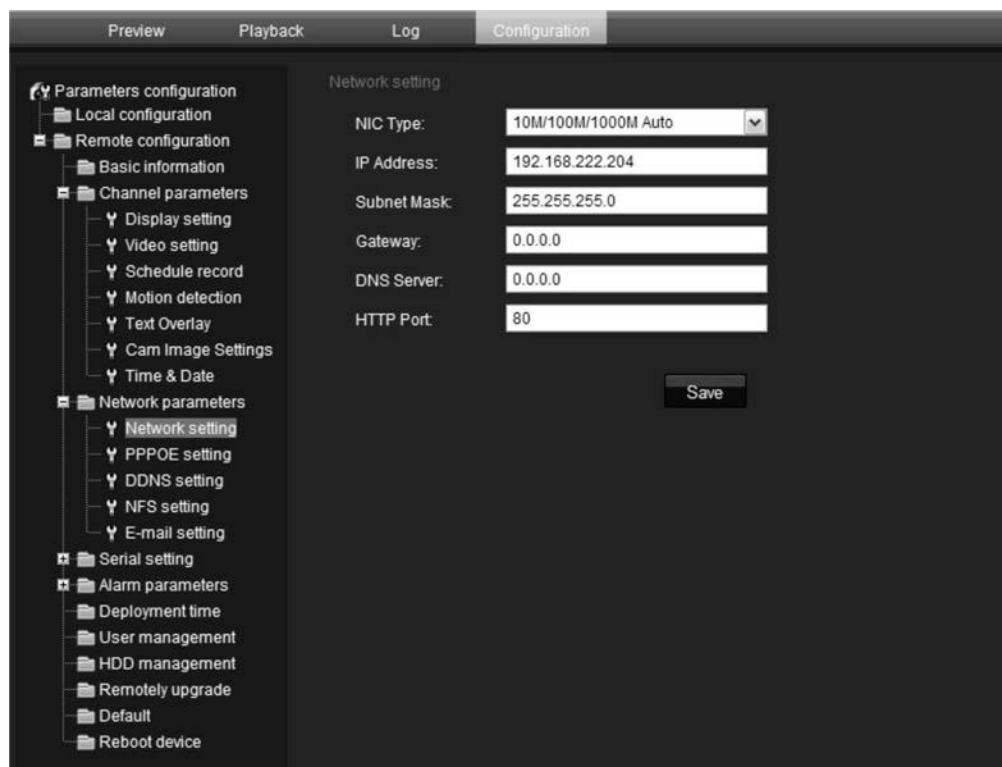 Preview Playback Log Configuration
Parameters configuration
Local configuration
Remote configuration
Basic information
Channel parameters
Display setting
Video setting
Schedule record
Motion detection
Text Overlay
Cam Image Settings
Time & Date
Network parameters
Network setting
PPPOE setting
DDNS setting
NFS setting
E-mail setting
Serial setting
Alarm parameters
Deployment time
User management
HDD management
Remotely upgrade
Default
Reboot device
Network setting
NIC Type: 10M/100M/1000M Auto
IP Address: 192.168.222.204
Subnet Mask: 255.255.255.0
Gateway: 0.0.0.0
DNS Server: 0.0.0.0
HTTP Port: 80
Save